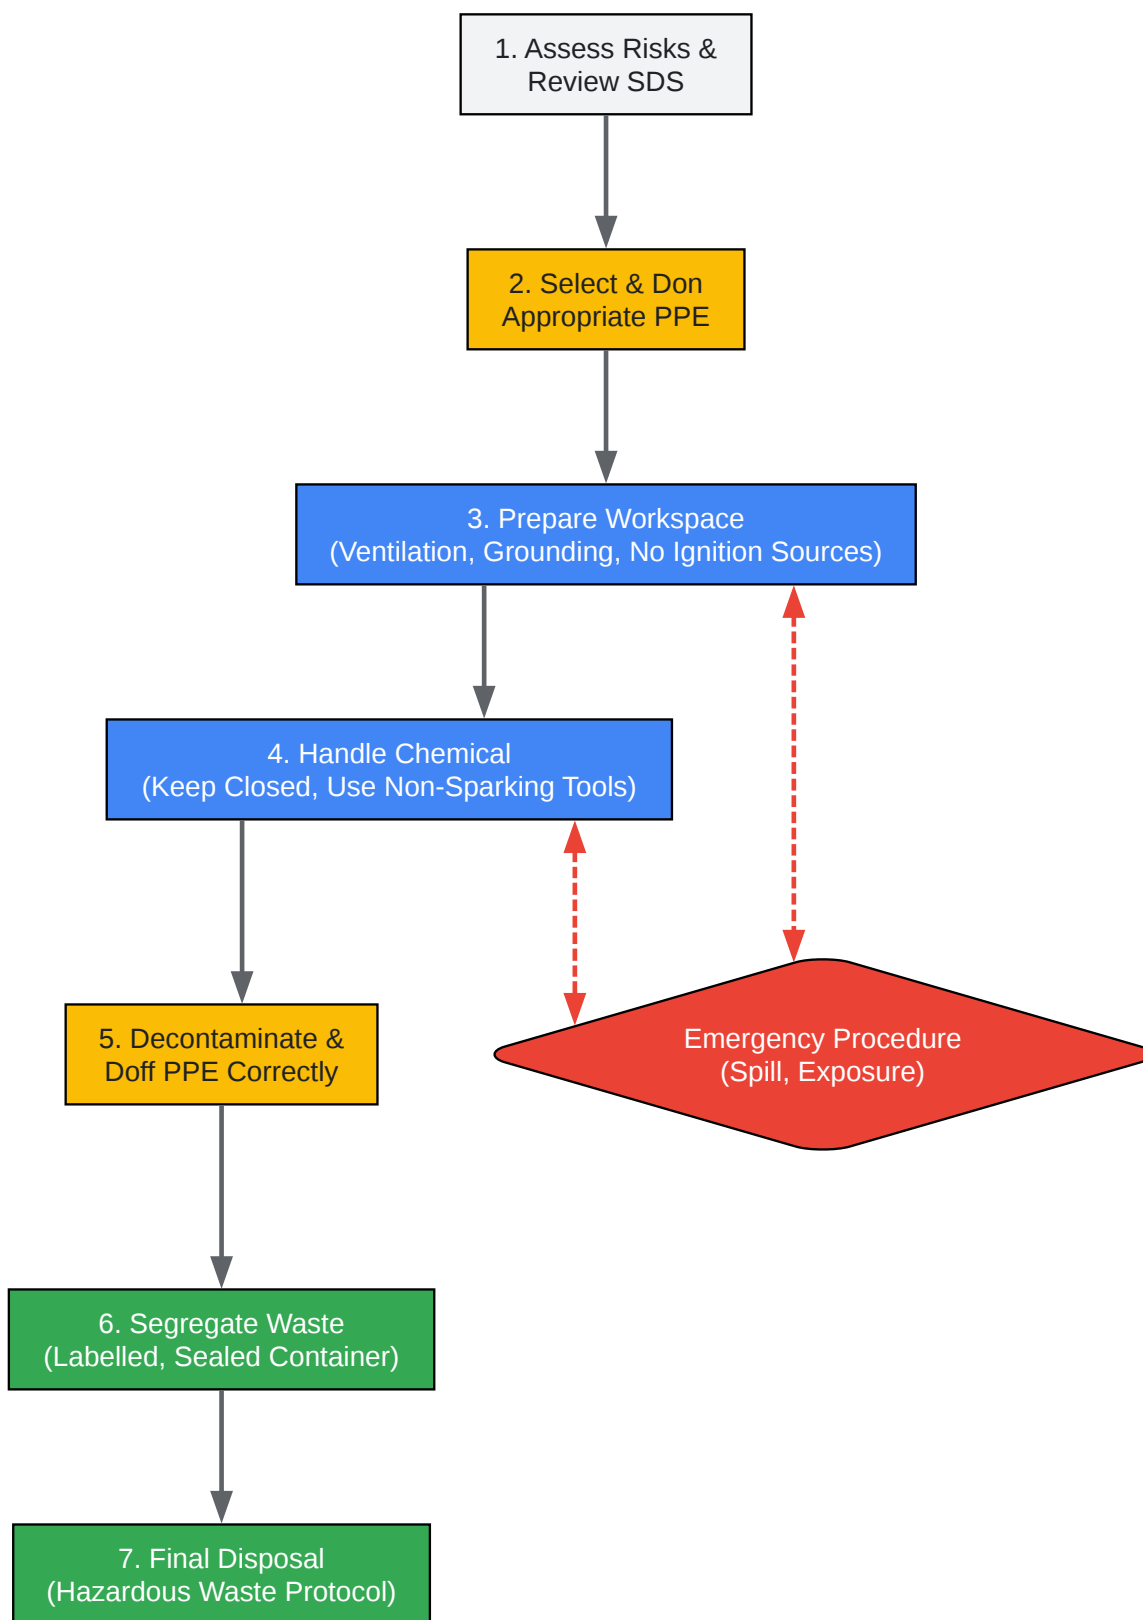 1. Assess Risks &
Review SDS
2. Select & Don
Appropriate PPE
3. Prepare Workspace
(Ventilation, Grounding, No Ignition Sources)
4. Handle Chemical
(Keep Closed, Use Non-Sparking Tools)
5. Decontaminate &
Doff PPE Correctly
Emergency Procedure
(Spill, Exposure)
6. Segregate Waste
(Labelled, Sealed Container)
7. Final Disposal
(Hazardous Waste Protocol)